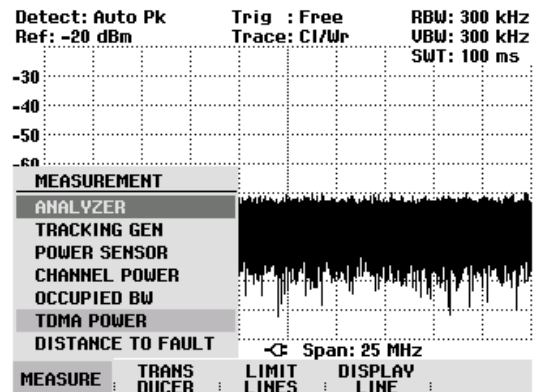 Detect: Auto Pk Trig : Free RBW: 300 kHz
Ref: -20 dBm Trace: Cl/Wr VBW: 300 kHz
SWT: 100 ms
-30
-40
-50
-60
MEASUREMENT
ANALYZER
TRACKING GEN
POWER SENSOR
CHANNEL POWER
OCCUPIED BW
TDMA POWER
DISTANCE TO FAULT
Span: 25 MHz
MEASURE TRANS LIMIT DISPLAY
DUCER LINES LINE